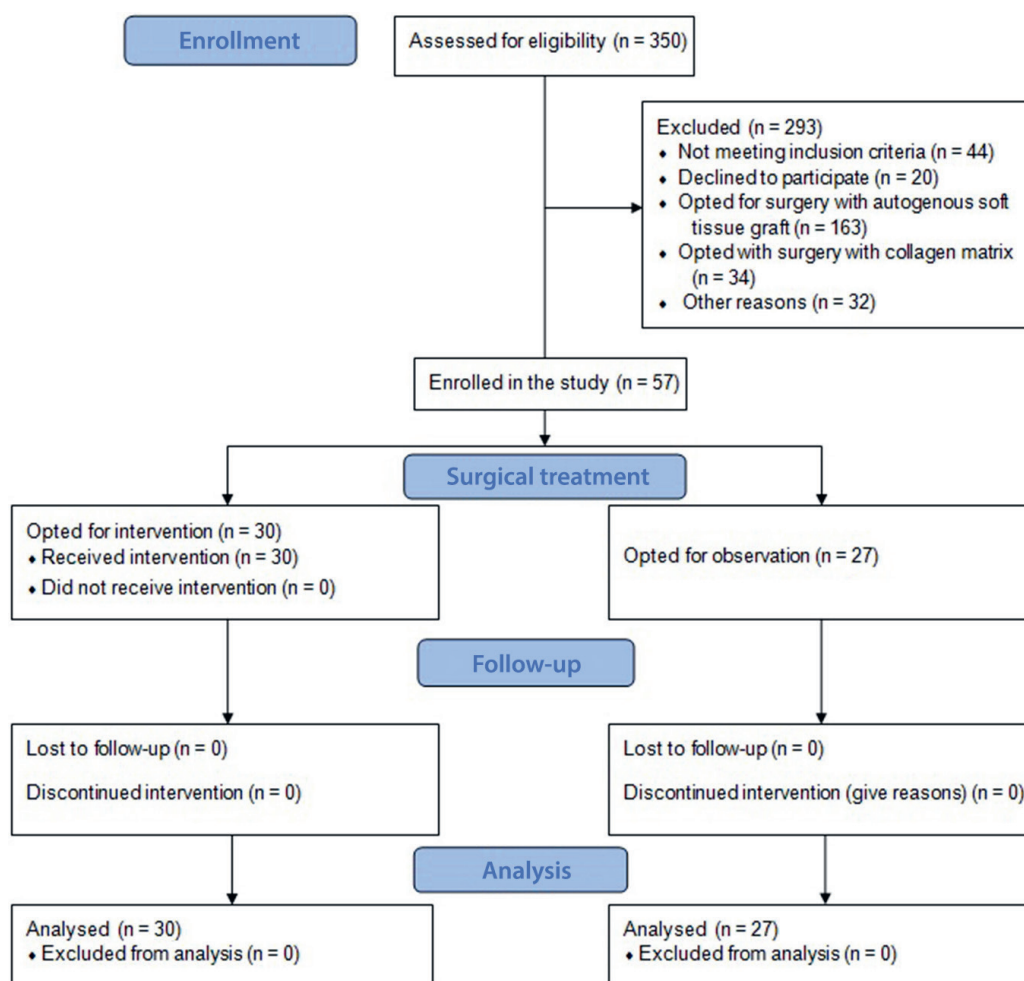 Enrollment
Assessed for eligibility (n = 350)
Excluded (n = 293)
♦ Not meeting inclusion criteria (n = 44)
♦ Declined to participate (n = 20)
♦ Opted for surgery with autogenous soft
tissue graft (n = 163)
♦ Opted with surgery with collagen matrix
(n = 34)
♦ Other reasons (n = 32)
Enrolled in the study (n = 57)
Surgical treatment
Opted for intervention (n = 30)
♦ Received intervention (n = 30)
♦ Did not receive intervention (n = 0)
Opted for observation (n = 27)
Follow-up
Lost to follow-up (n = 0)
Discontinued intervention (n = 0)
Lost to follow-up (n = 0)
Discontinued intervention (give reasons) (n = 0)
Analysis
Analysed (n = 30)
♦ Excluded from analysis (n = 0)
Analysed (n = 27)
♦ Excluded from analysis (n = 0)